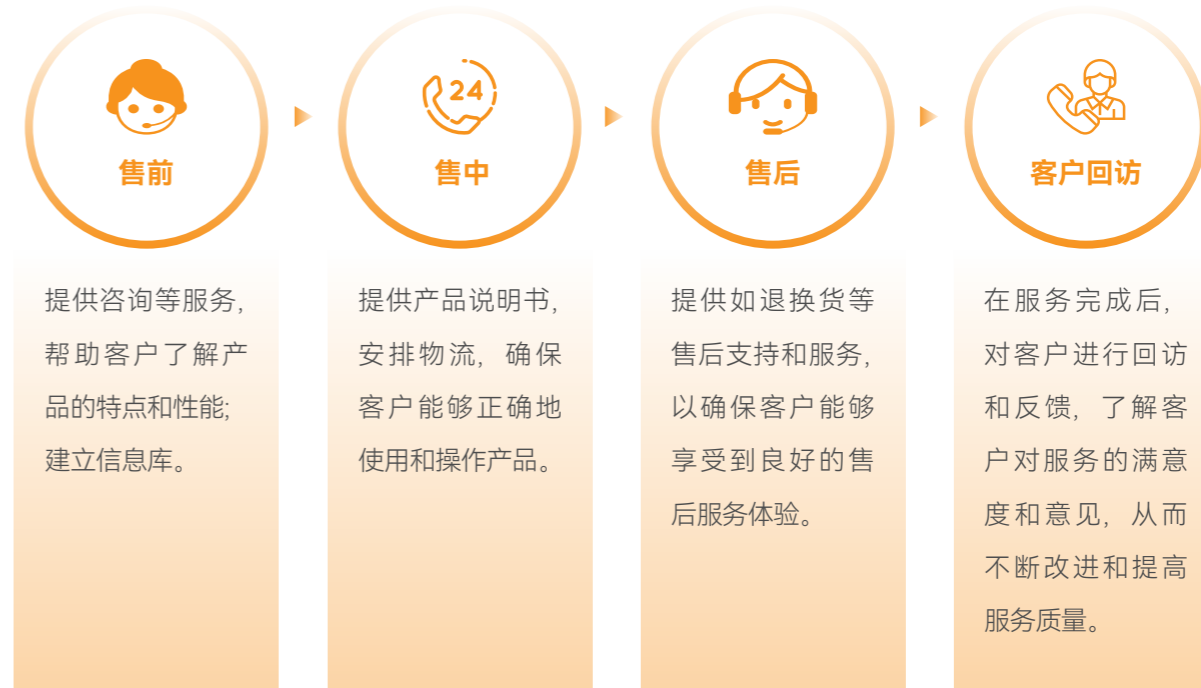 24
售前
提供咨询等服务,
帮助客户了解产
品的特点和性能;
建立信息库。
售中
提供产品说明书,
安排物流, 确保
客户能够正确地
使用和操作产品。
售后
提供如退换货等
售后支持和服务,
以确保客户能够
享受到良好的售
后服务体验。
客户回访
在服务完成后,
对客户进行回访
和反馈, 了解客
户对服务的满意
度和意见, 从而
不断改进和提高
服务质量。